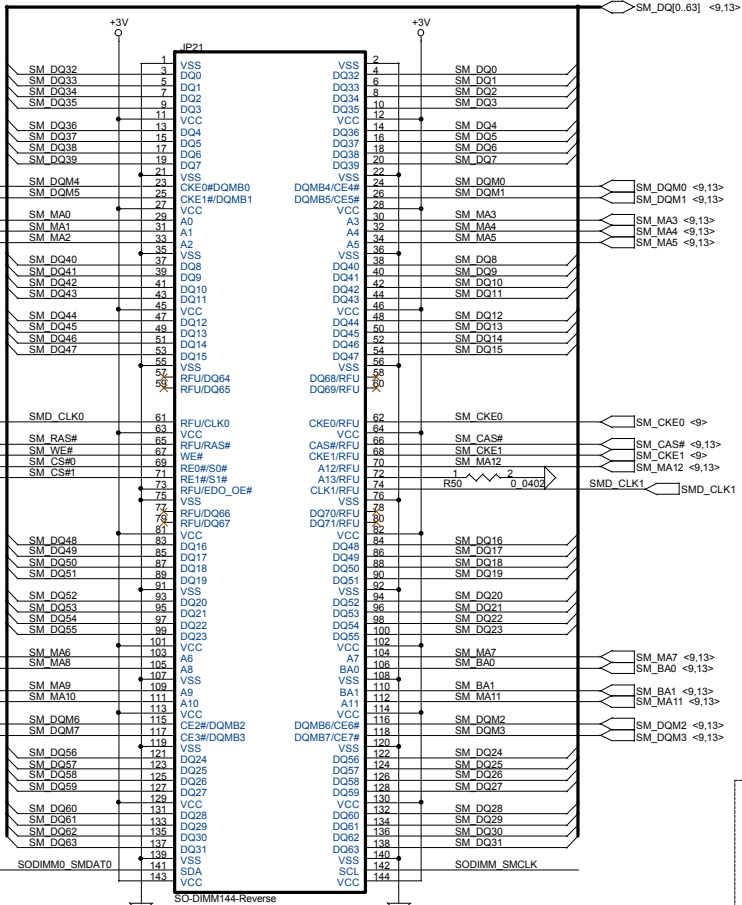 SM_DQ[0..63] <9,13>
+3V +3V
JP21
1 VSS VSS 2
SM_DQ32 3 DQ0 DQ32 4 SM_DQ0
SM_DQ33 5 DQ1 DQ33 6 SM_DQ1
SM_DQ34 7 DQ2 DQ34 8 SM_DQ2
SM_DQ35 9 DQ3 DQ35 10 SM_DQ3
11 VCC VCC 12
SM_DQ36 13 DQ4 DQ36 14 SM_DQ4
SM_DQ37 15 DQ5 DQ37 16 SM_DQ5
SM_DQ38 17 DQ6 DQ38 18 SM_DQ6
SM_DQ39 19 DQ7 DQ39 20 SM_DQ7
21 VSS VSS 22
SM_DQM4 23 CKE0#DQMB0 DQMB4/CE4# 24 SM_DQM0 SM_DQM0 <9,13>
SM_DQM5 25 CKE1#/DQMB1 DQMB5/CE5# 26 SM_DQM1 SM_DQM1 <9,13>
27 VCC VCC 28
SM_MA0 29 A0 A3 30 SM_MA3 SM_MA3 <9,13>
SM_MA1 31 A1 A4 32 SM_MA4 SM_MA4 <9,13>
SM_MA2 33 A2 A5 34 SM_MA5 SM_MA5 <9,13>
35 VSS VSS 36
SM_DQ40 37 DQ8 DQ40 38 SM_DQ8
SM_DQ41 39 DQ9 DQ41 40 SM_DQ9
SM_DQ42 41 DQ10 DQ42 42 SM_DQ10
SM_DQ43 43 DQ11 DQ43 44 SM_DQ11
45 VCC VCC 46
SM_DQ44 47 DQ12 DQ44 48 SM_DQ12
SM_DQ45 49 DQ13 DQ45 50 SM_DQ13
SM_DQ46 51 DQ14 DQ46 52 SM_DQ14
SM_DQ47 53 DQ15 DQ47 54 SM_DQ15
55 VSS VSS 56
57 RFU/DQ64 DQ68/RFU 58
59 RFU/DQ65 DQ69/RFU 60
SMD_CLK0 61 RFU/CLK0 CKE0/RFU 62 SM_CKE0 SM_CKE0 <9>
63 VCC VCC 64
SM_RAS# 65 RFU/RAS# CAS#/RFU 66 SM_CAS# SM_CAS# <9,13>
SM_WE# 67 WE# CKE1/RFU 68 SM_CKE1 SM_CKE1 <9>
SM_CS#0 69 RE0#/S0# A12/RFU 70 SM_MA12 SM_MA12 <9,13>
SM_CS#1 71 RE1#/S1# A13/RFU 72 1 2 R50 0_0402
73 RFU/EDO_OE# CLK1/RFU 74 SMD_CLK1 SMD_CLK1
75 VSS VSS 76
77 RFU/DQ66 DQ70/RFU 78
79 RFU/DQ67 DQ71/RFU 80
81 VCC VCC 82
SM_DQ48 83 DQ16 DQ48 84 SM_DQ16
SM_DQ49 85 DQ17 DQ49 86 SM_DQ17
SM_DQ50 87 DQ18 DQ50 88 SM_DQ18
SM_DQ51 89 DQ19 DQ51 90 SM_DQ19
91 VSS VSS 92
SM_DQ52 93 DQ20 DQ52 94 SM_DQ20
SM_DQ53 95 DQ21 DQ53 96 SM_DQ21
SM_DQ54 97 DQ22 DQ54 98 SM_DQ22
SM_DQ55 99 DQ23 DQ55 100 SM_DQ23
101 VCC VCC 102
SM_MA6 103 A6 A7 104 SM_MA7 SM_MA7 <9,13>
SM_MA8 105 A8 BA0 106 SM_BA0 SM_BA0 <9,13>
107 VSS VSS 108
SM_MA9 109 A9 BA1 110 SM_BA1 SM_BA1 <9,13>
SM_MA10 111 A10 A11 112 SM_MA11 SM_MA11 <9,13>
113 VCC VCC 114
SM_DQM6 115 CE2#/DQMB2 DQMB6/CE6# 116 SM_DQM2 SM_DQM2 <9,13>
SM_DQM7 117 CE3#/DQMB3 DQMB7/CE7# 118 SM_DQM3 SM_DQM3 <9,13>
119 VSS VSS 120
SM_DQ56 121 DQ24 DQ56 122 SM_DQ24
SM_DQ57 123 DQ25 DQ57 124 SM_DQ25
SM_DQ58 125 DQ26 DQ58 126 SM_DQ26
SM_DQ59 127 DQ27 DQ59 128 SM_DQ27
129 VCC VCC 130
SM_DQ60 131 DQ28 DQ60 132 SM_DQ28
SM_DQ61 133 DQ29 DQ61 134 SM_DQ29
SM_DQ62 135 DQ30 DQ62 136 SM_DQ30
SM_DQ63 137 DQ31 DQ63 138 SM_DQ31
139 VSS VSS 140
SODIMM0_SMDAT0 141 SDA SCL 142 SODIMM_SMCLK
143 VCC VCC 144
SO-DIMM144-Reverse